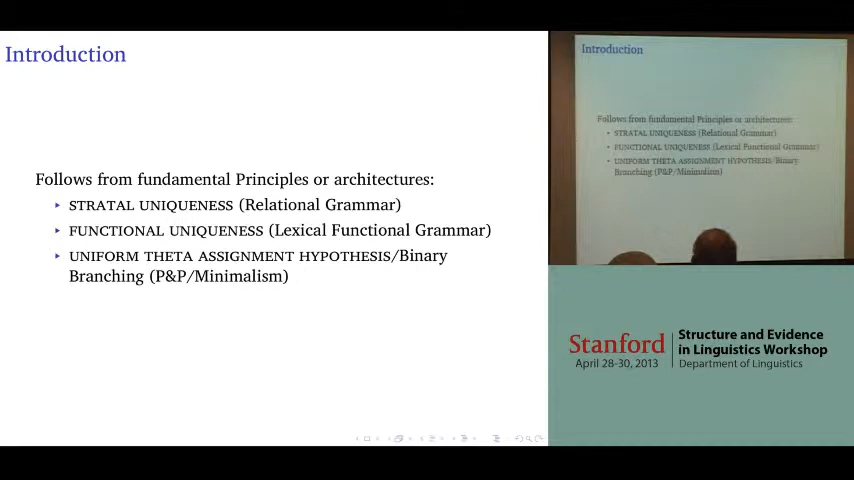 Introduction
Follows from fundamental Principles or architectures:
STRATAL UNIQUENESS (Relational Grammar)
FUNCTIONAL UNIQUENESS (Lexical Functional Grammar)
UNIFORM THETA ASSIGNMENT HYPOTHESIS/Binary
Branching (P&P/Minimalism)
Introduction
Follows from fundamental Principles or architectures:
STRATAL UNIQUENESS (Relational Grammar)
FUNCTIONAL UNIQUENESS (Lexical Functional Grammar)
UNIFORM THETA ASSIGNMENT HYPOTHESIS/Binary
Branching (P&P/Minimalism)
Stanford
April 28-30, 2013
Structure and Evidence
in Linguistics Workshop
Department of Linguistics